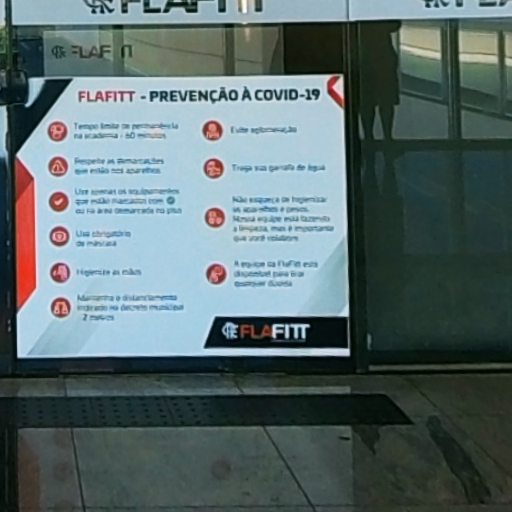 FLAFITT
FLAFITT - PREVENÇÃO À COVID-19
Tempo limite de permanência
na academia - 60 minutos
Respeite as demarcações
que estão nos aparelhos
Use apenas os equipamentos
que estão marcados com
ou na área demarcada no piso
Uso obrigatório
de máscara
Higienize as mãos
Mantenha o distanciamento
indicado no decreto municipal
2 metros
Evite aglomeração
Traga sua garrafa de água
Não esqueça de higienizar
os aparelhos e pesos.
Nossa equipe está fazendo
a limpeza, mas é importante
que você colabore
A equipe da FlaFitt está
disponível para tirar
qualquer dúvida
FLAFITT